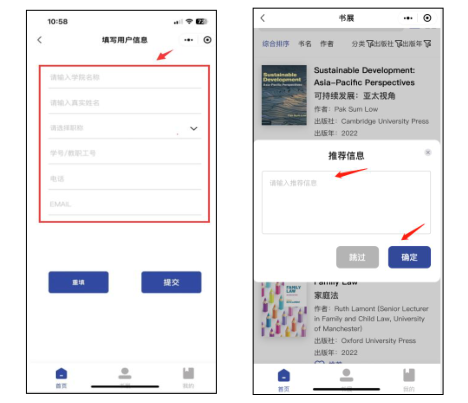 10:58
填写用户信息
请输入学院名称
请输入真实姓名
请选择职称
学号/教职工号
电话
EMAIL
重填
提交
首页
我的
书展
综合排序 书名 作者 分类 出版社 出版年
Sustainable Development
Asia-Pacific Perspectives
Sustainable Development:
Asia-Pacific Perspectives
可持续发展：亚太视角
作者：Pak Sum Low
出版社：Cambridge University Press
出版年：2022
推荐信息
请输入推荐信息
跳过
确定
FAMILY LAW
Family Law
家庭法
作者：Ruth Lamont (Senior Lecturer
in Family and Child Law, University
of Manchester)
出版社：Oxford University Press
出版年：2022
首页
我的